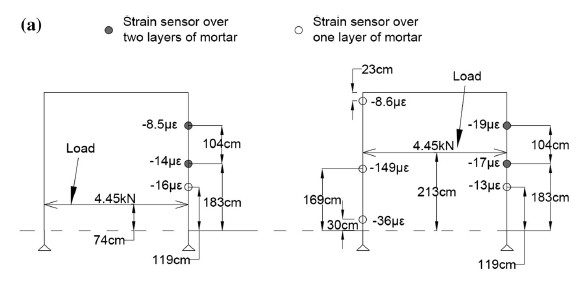 (a)
Strain sensor over
two layers of mortar
Strain sensor over
one layer of mortar
-8.5µε
104cm
-14µε
Load
-16µε
4.45kN
183cm
74cm
119cm
23cm
Load
-8.6µε
-19µε
4.45kN
104cm
-149µε
-17µε
169cm
213cm
-13µε
183cm
-36µε
30cm
119cm